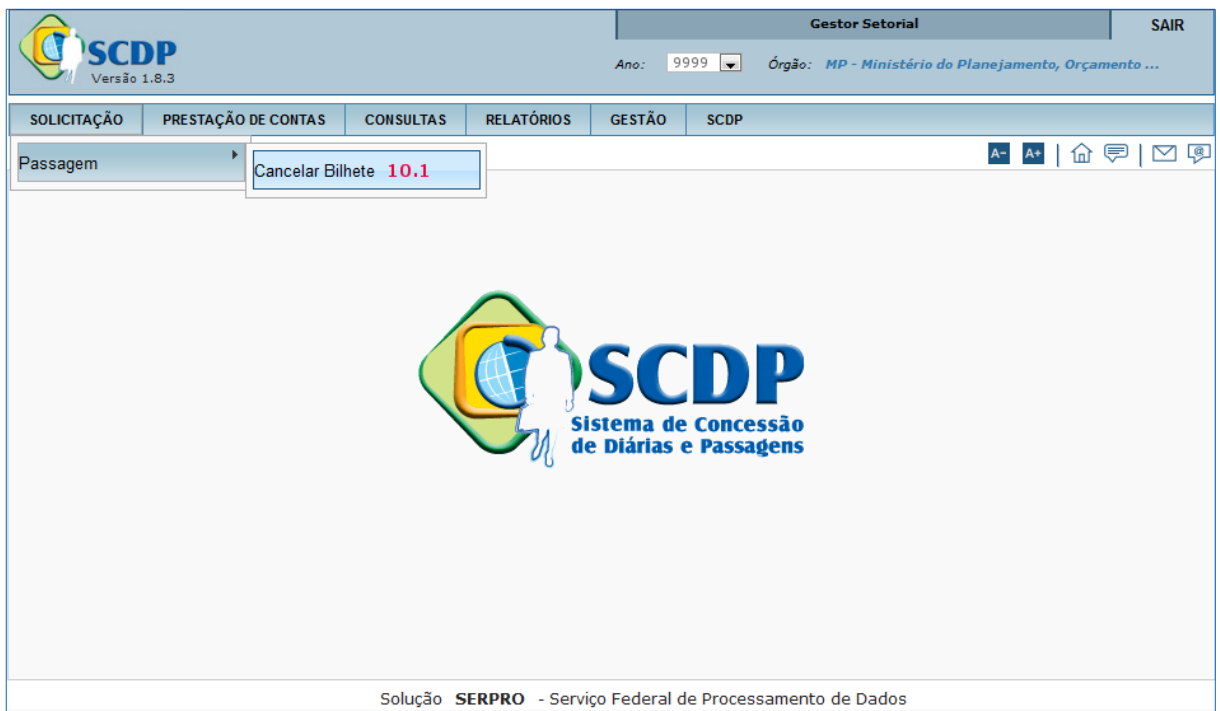 Gestor Setorial SAIR
SCDP
Versão 1.8.3
Ano: 9999 Órgão: MP - Ministério do Planejamento, Orçamento ...
SOLICITAÇÃO PRESTAÇÃO DE CONTAS CONSULTAS RELATÓRIOS GESTÃO SCDP
Passagem
Cancelar Bilhete 10.1
A- A+
@
SCDP
Sistema de Concessão
de Diárias e Passagens
Solução SERPRO - Serviço Federal de Processamento de Dados